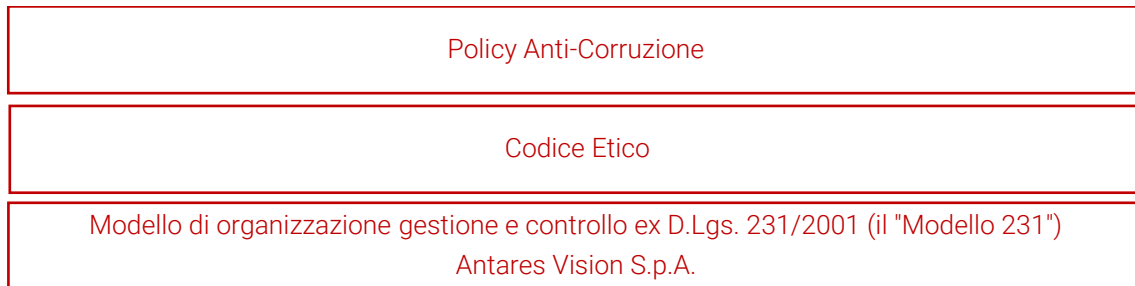 Policy Anti-Corruzione
Codice Etico
Modello di organizzazione gestione e controllo ex D.Lgs. 231/2001 (il "Modello 231")
Antares Vision S.p.A.